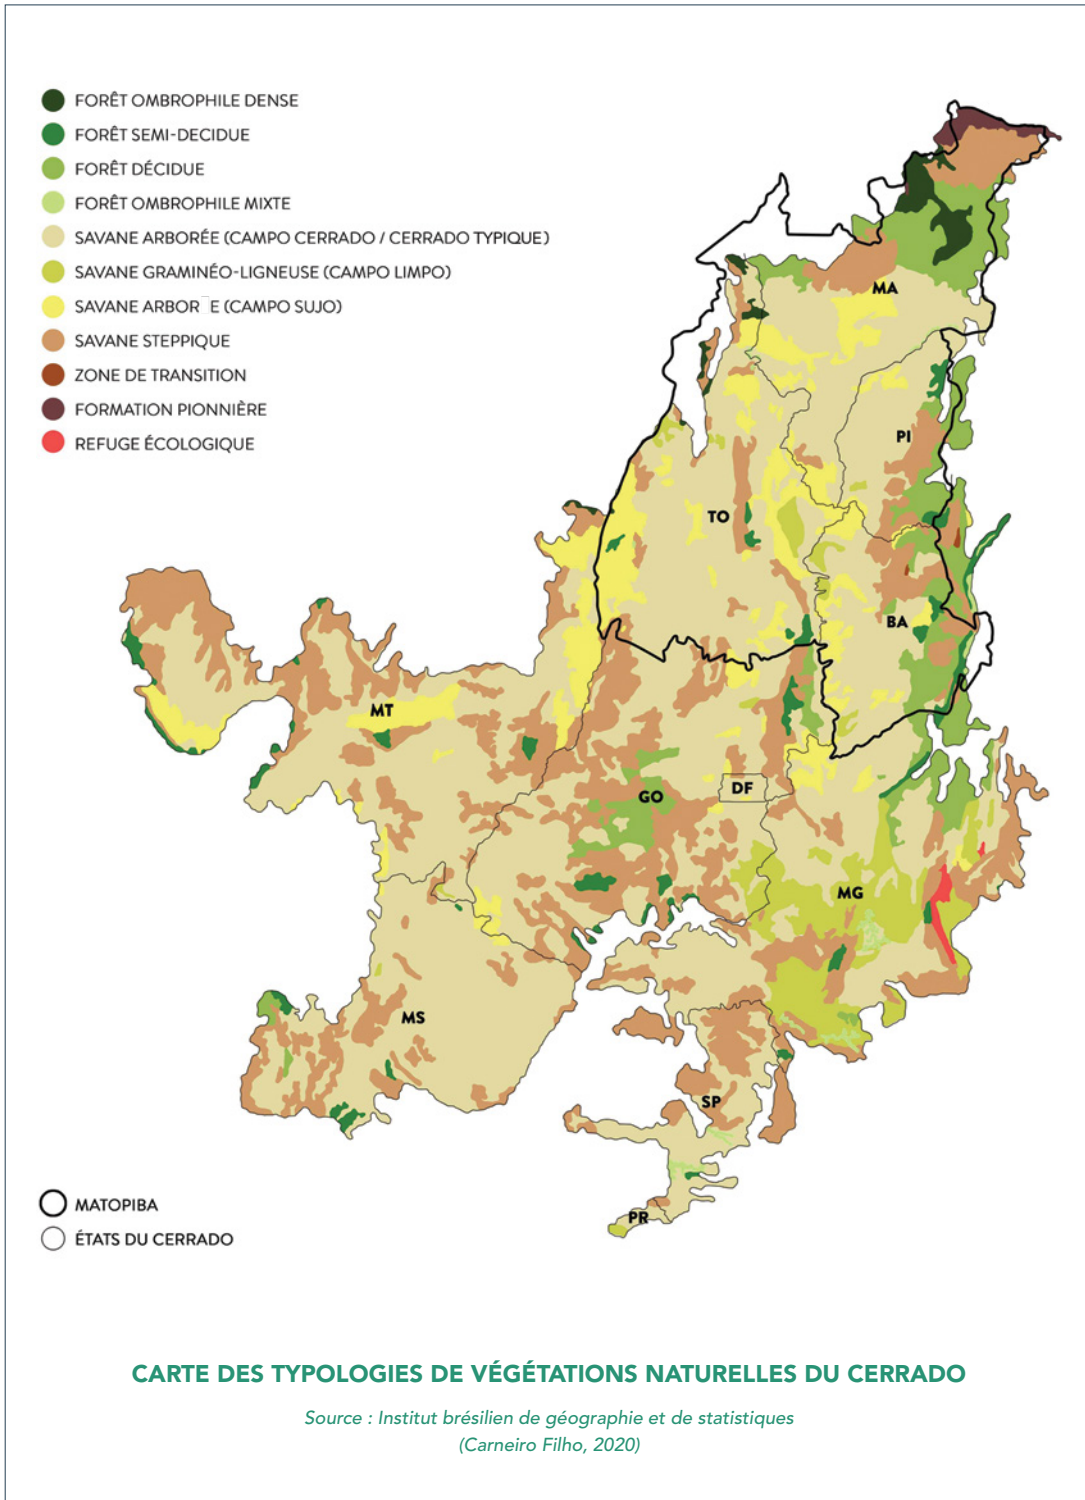 FORÊT OMBROPHILE DENSE
FORÊT SEMI-DECIDUE
FORÊT DÉCIDUE
FORÊT OMBROPHILE MIXTE
SAVANE ARBORÉE (CAMPO CERRADO / CERRADO TYPIQUE)
SAVANE GRAMINÉO-LIGNEUSE (CAMPO LIMPO)
SAVANE ARBOR E (CAMPO SUJO)
SAVANE STEPPIQUE
ZONE DE TRANSITION
FORMATION PIONNIÈRE
REFUGE ÉCOLOGIQUE
MA
PI
TO
BA
MT
GO
DF
MG
MS
SP
PR
MATOPIBA
ÉTATS DU CERRADO
CARTE DES TYPOLOGIES DE VÉGÉTATIONS NATURELLES DU CERRADO
Source : Institut brésilien de géographie et de statistiques
(Carneiro Filho, 2020)